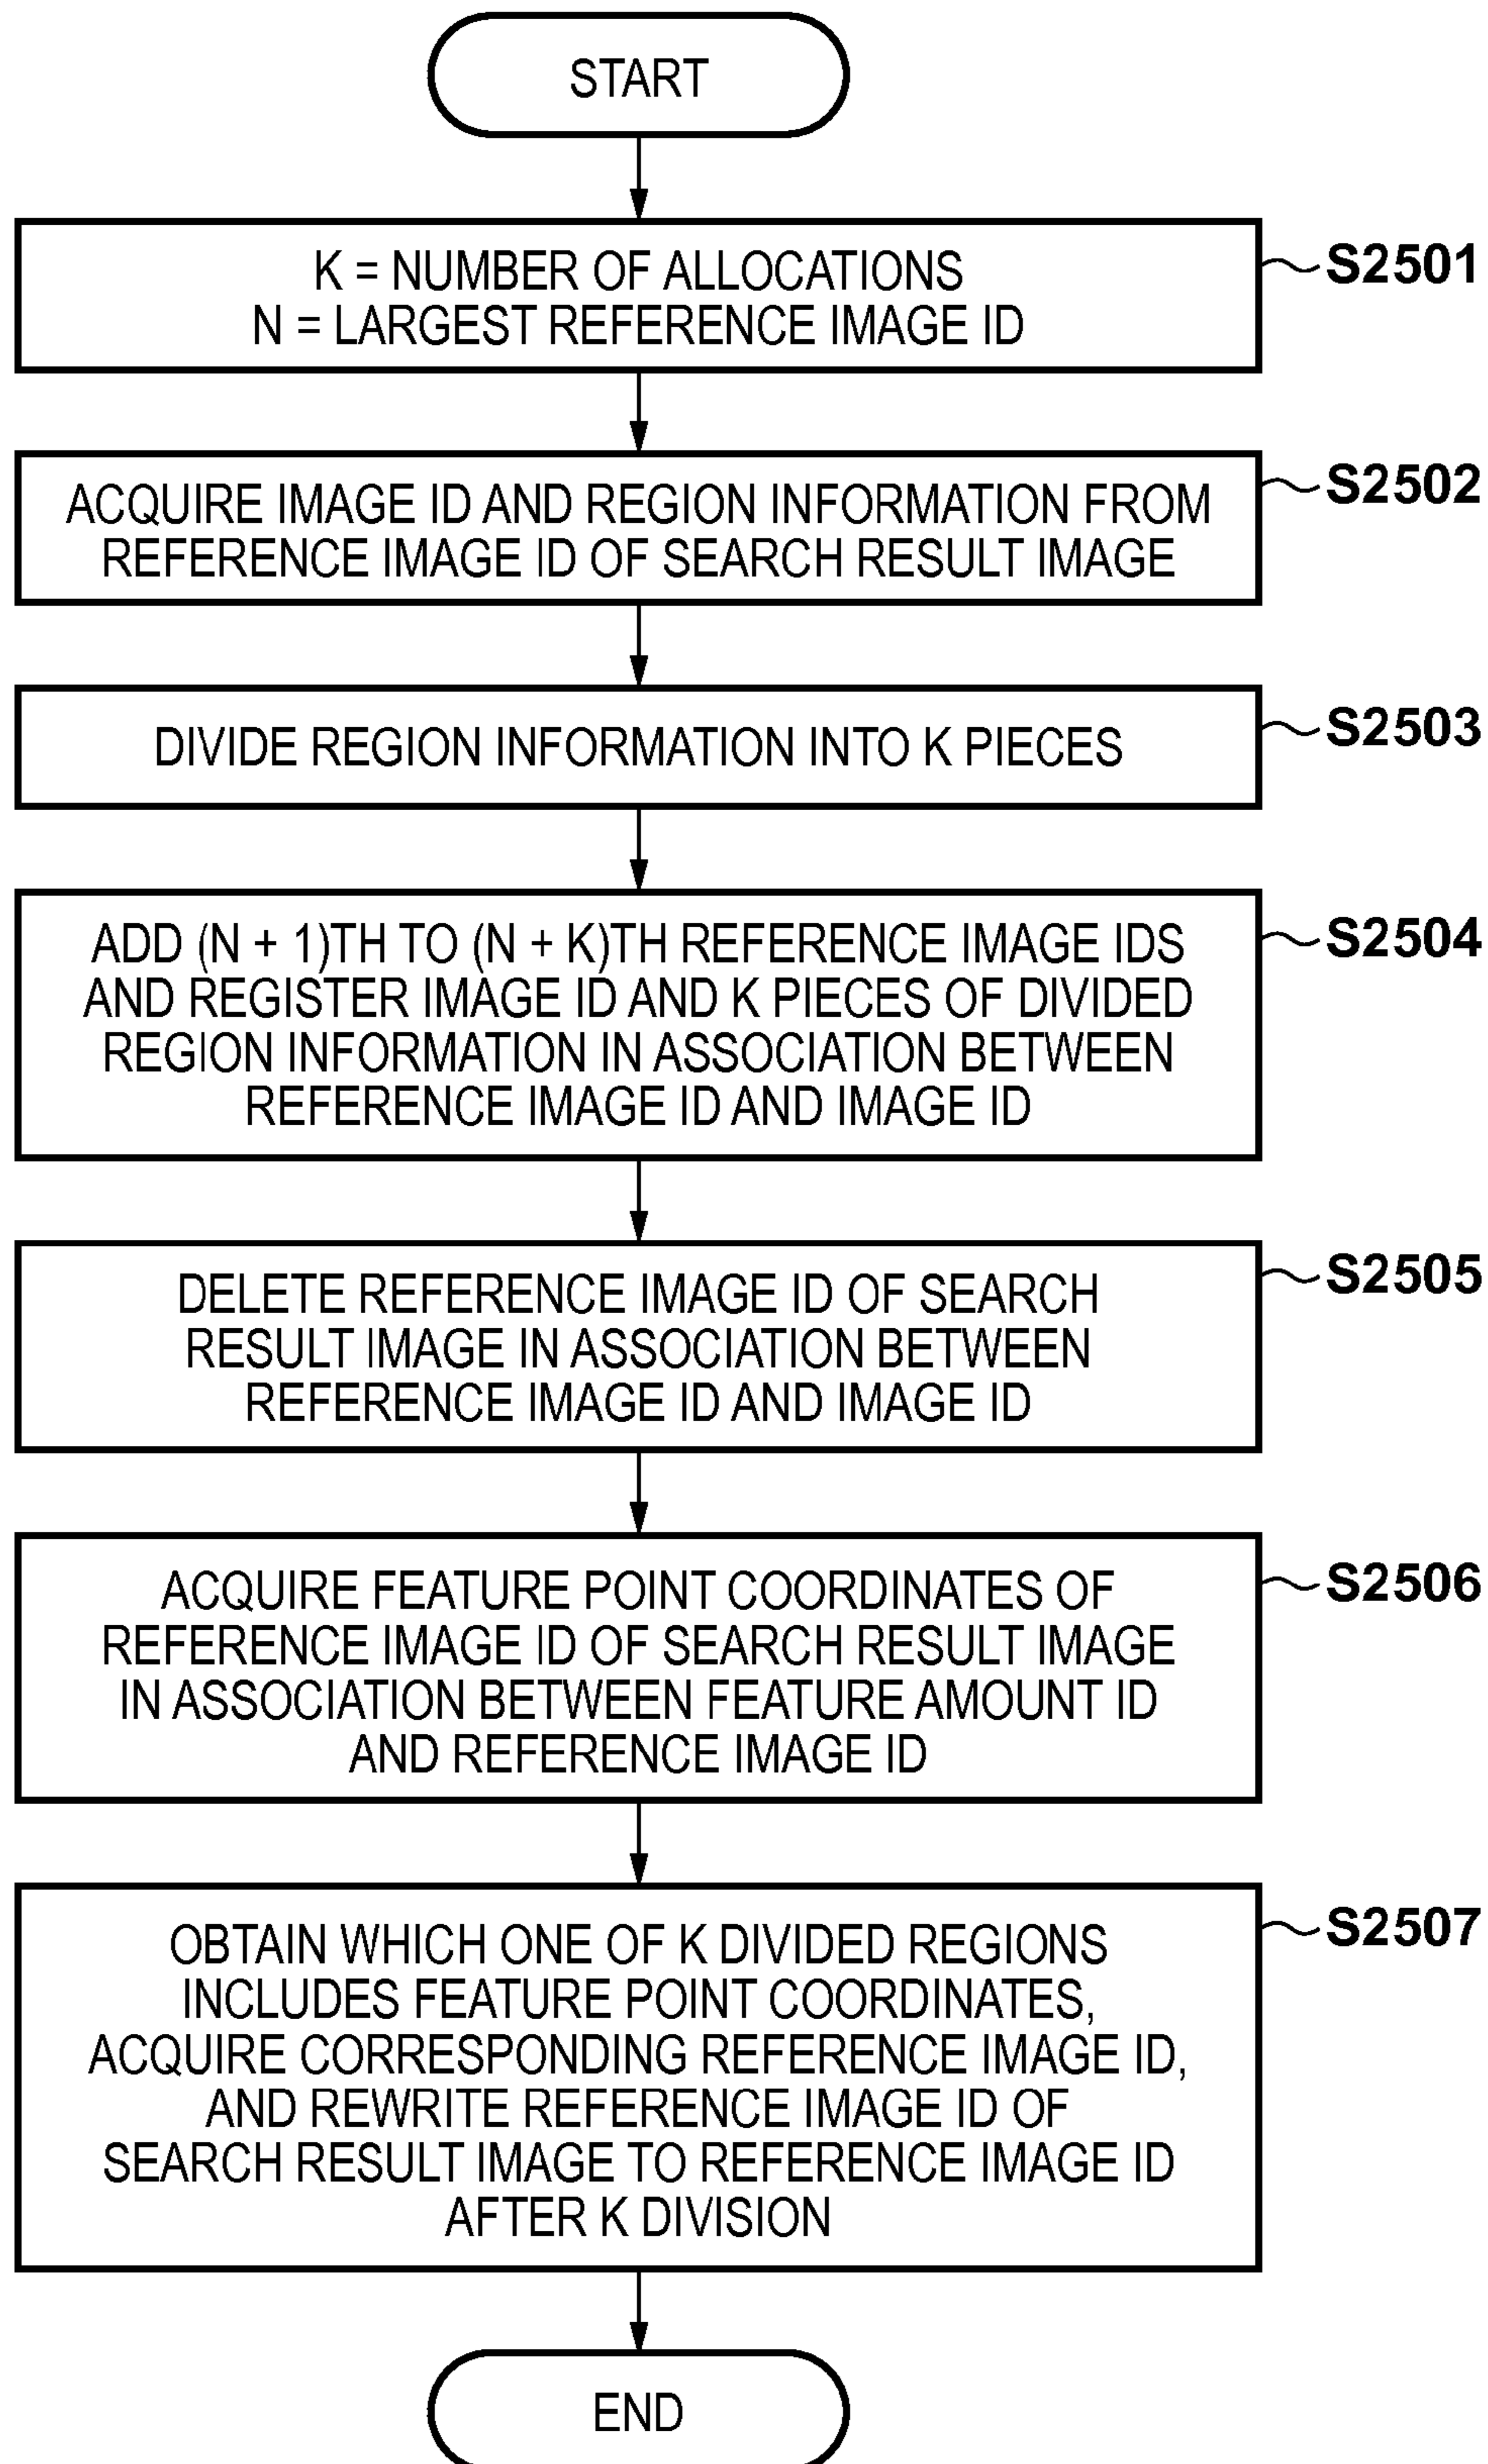 START
K = NUMBER OF ALLOCATIONS
N = LARGEST REFERENCE IMAGE ID
S2501
ACQUIRE IMAGE ID AND REGION INFORMATION FROM
REFERENCE IMAGE ID OF SEARCH RESULT IMAGE
S2502
DIVIDE REGION INFORMATION INTO K PIECES
S2503
ADD (N + 1)TH TO (N + K)TH REFERENCE IMAGE IDS
AND REGISTER IMAGE ID AND K PIECES OF DIVIDED
REGION INFORMATION IN ASSOCIATION BETWEEN
REFERENCE IMAGE ID AND IMAGE ID
S2504
DELETE REFERENCE IMAGE ID OF SEARCH
RESULT IMAGE IN ASSOCIATION BETWEEN
REFERENCE IMAGE ID AND IMAGE ID
S2505
ACQUIRE FEATURE POINT COORDINATES OF
REFERENCE IMAGE ID OF SEARCH RESULT IMAGE
IN ASSOCIATION BETWEEN FEATURE AMOUNT ID
AND REFERENCE IMAGE ID
S2506
OBTAIN WHICH ONE OF K DIVIDED REGIONS
INCLUDES FEATURE POINT COORDINATES,
ACQUIRE CORRESPONDING REFERENCE IMAGE ID,
AND REWRITE REFERENCE IMAGE ID OF
SEARCH RESULT IMAGE TO REFERENCE IMAGE ID
AFTER K DIVISION
S2507
END